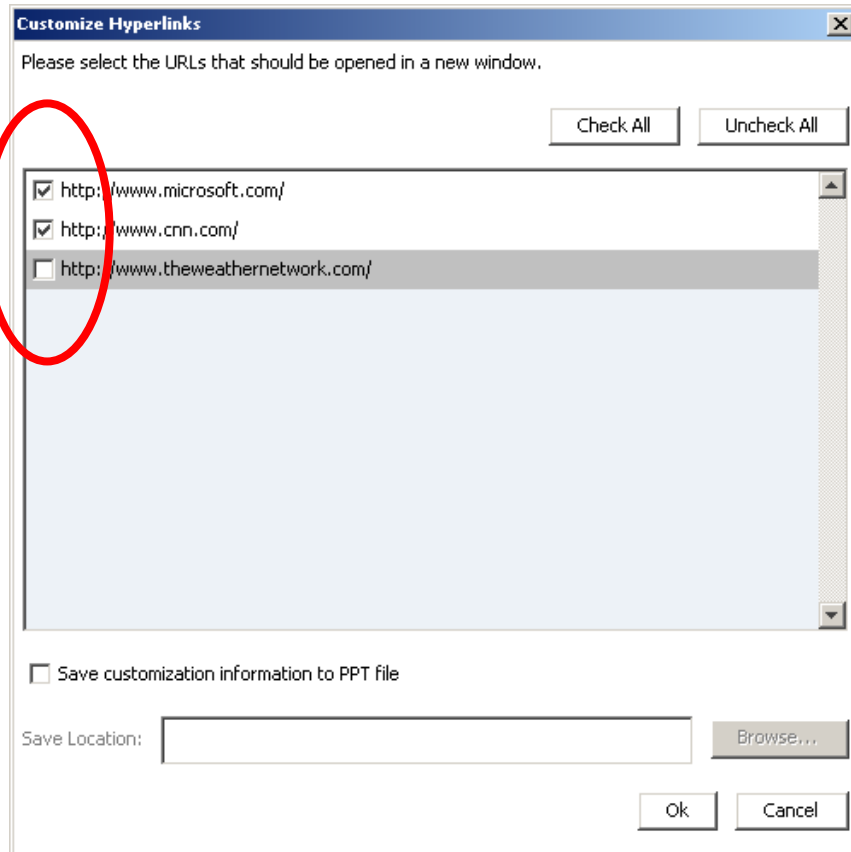 Customize Hyperlinks
Please select the URLs that should be opened in a new window.
Check All Uncheck All
http://www.microsoft.com/
http://www.cnn.com/
http://www.theweathernetwork.com/
Save customization information to PPT file
Save Location: Browse...
Ok Cancel